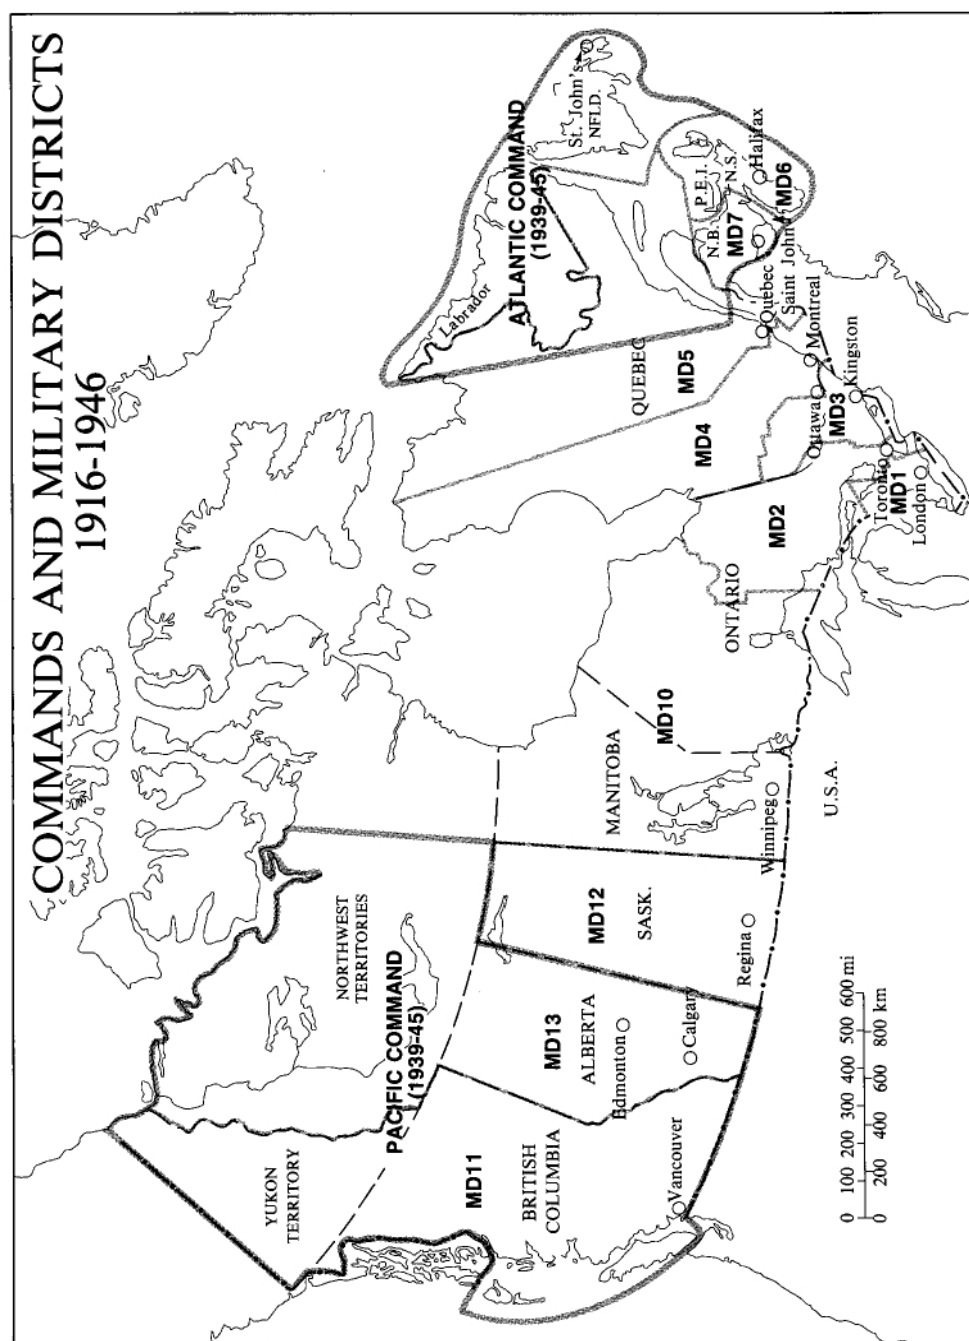 COMMANDS AND MILITARY DISTRICTS
1916-1946
YUKON
TERRITORY
NORTHWEST
TERRITORIES
PACIFIC COMMAND
(1939-45)
MD11
BRITISH
COLUMBIA
Vancouver
MD13
ALBERTA
Edmonton
Calgary
MD12
SASK.
Regina
MANITOBA
Winnipeg
MD10
ONTARIO
MD2
MD1
London
Toronto
MD3
Ottawa
Kingston
Montreal
MD4
MD5
QUEBEC
Quebec
Labrador
ATLANTIC COMMAND
(1939-45)
St. John's
NFLD.
P.E.I.
N.B.
N.S.
MD7
MD6
Halifax
Saint John
U.S.A.
0 100 200 300 400 500 600 mi
0 200 400 600 800 km